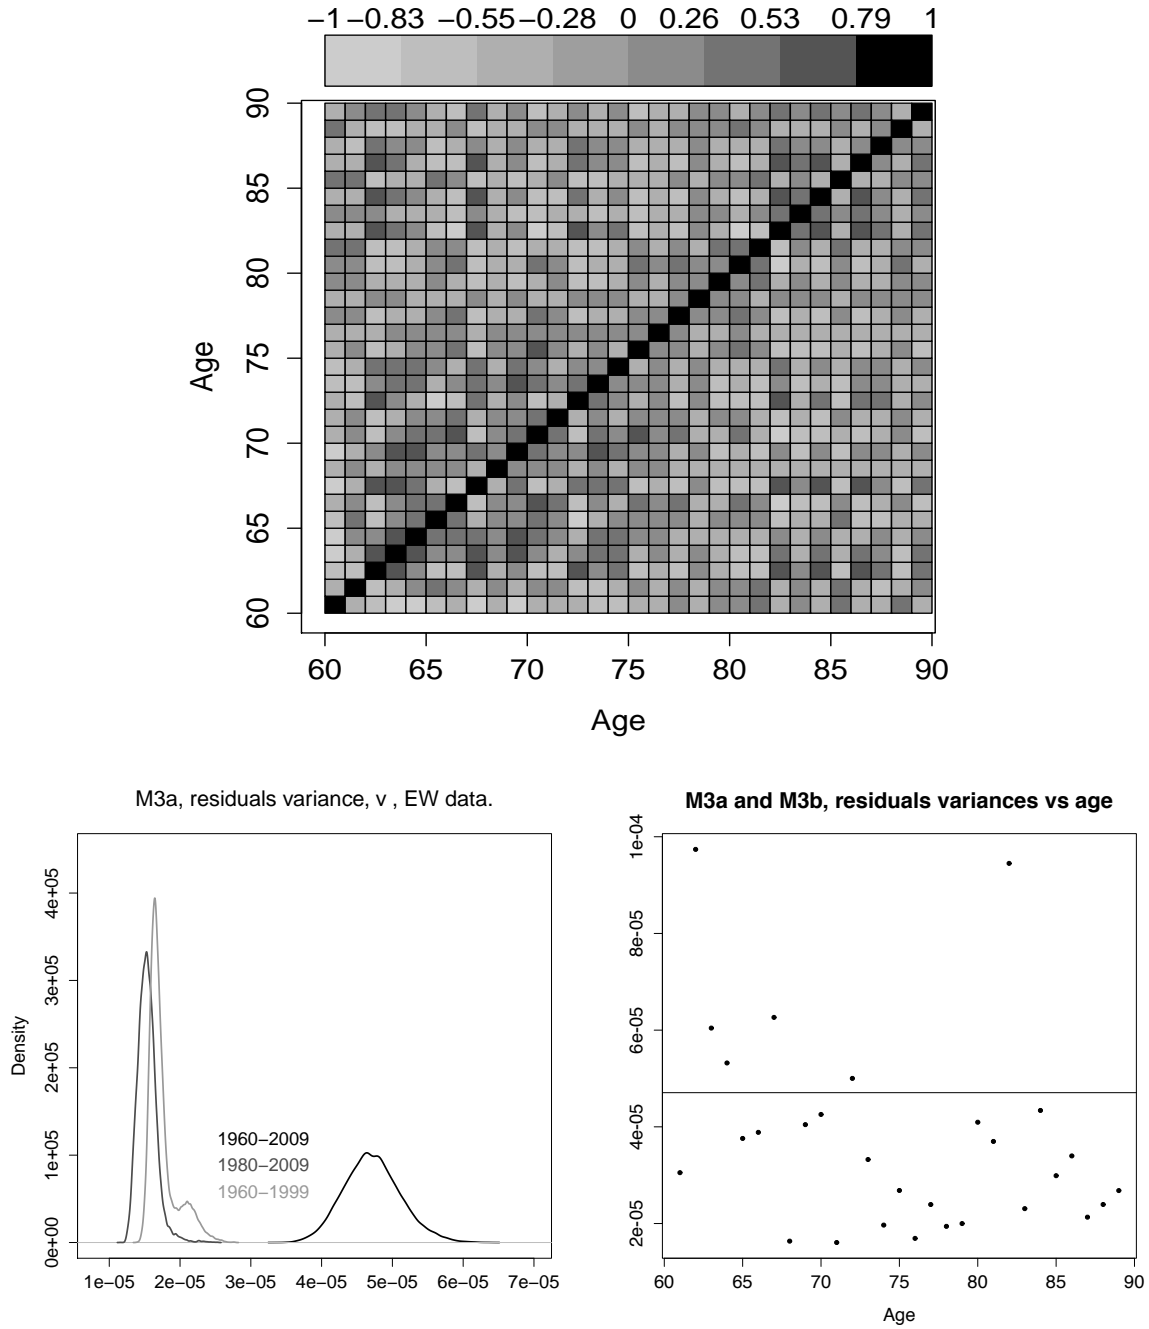 −1 −0.83 −0.55 −0.28 0 0.26 0.53 0.79 1
90
85
80
75
70
65
60
Age
60 65 70 75 80 85 90
Age
M3a, residuals variance, v , EW data.
4e+05
3e+05
2e+05
1e+05
0e+00
Density
1960−2009
1980−2009
1960−1999
1e−05 2e−05 3e−05 4e−05 5e−05 6e−05 7e−05
M3a and M3b, residuals variances vs age
1e−04
8e−05
6e−05
4e−05
2e−05
60 65 70 75 80 85 90
Age